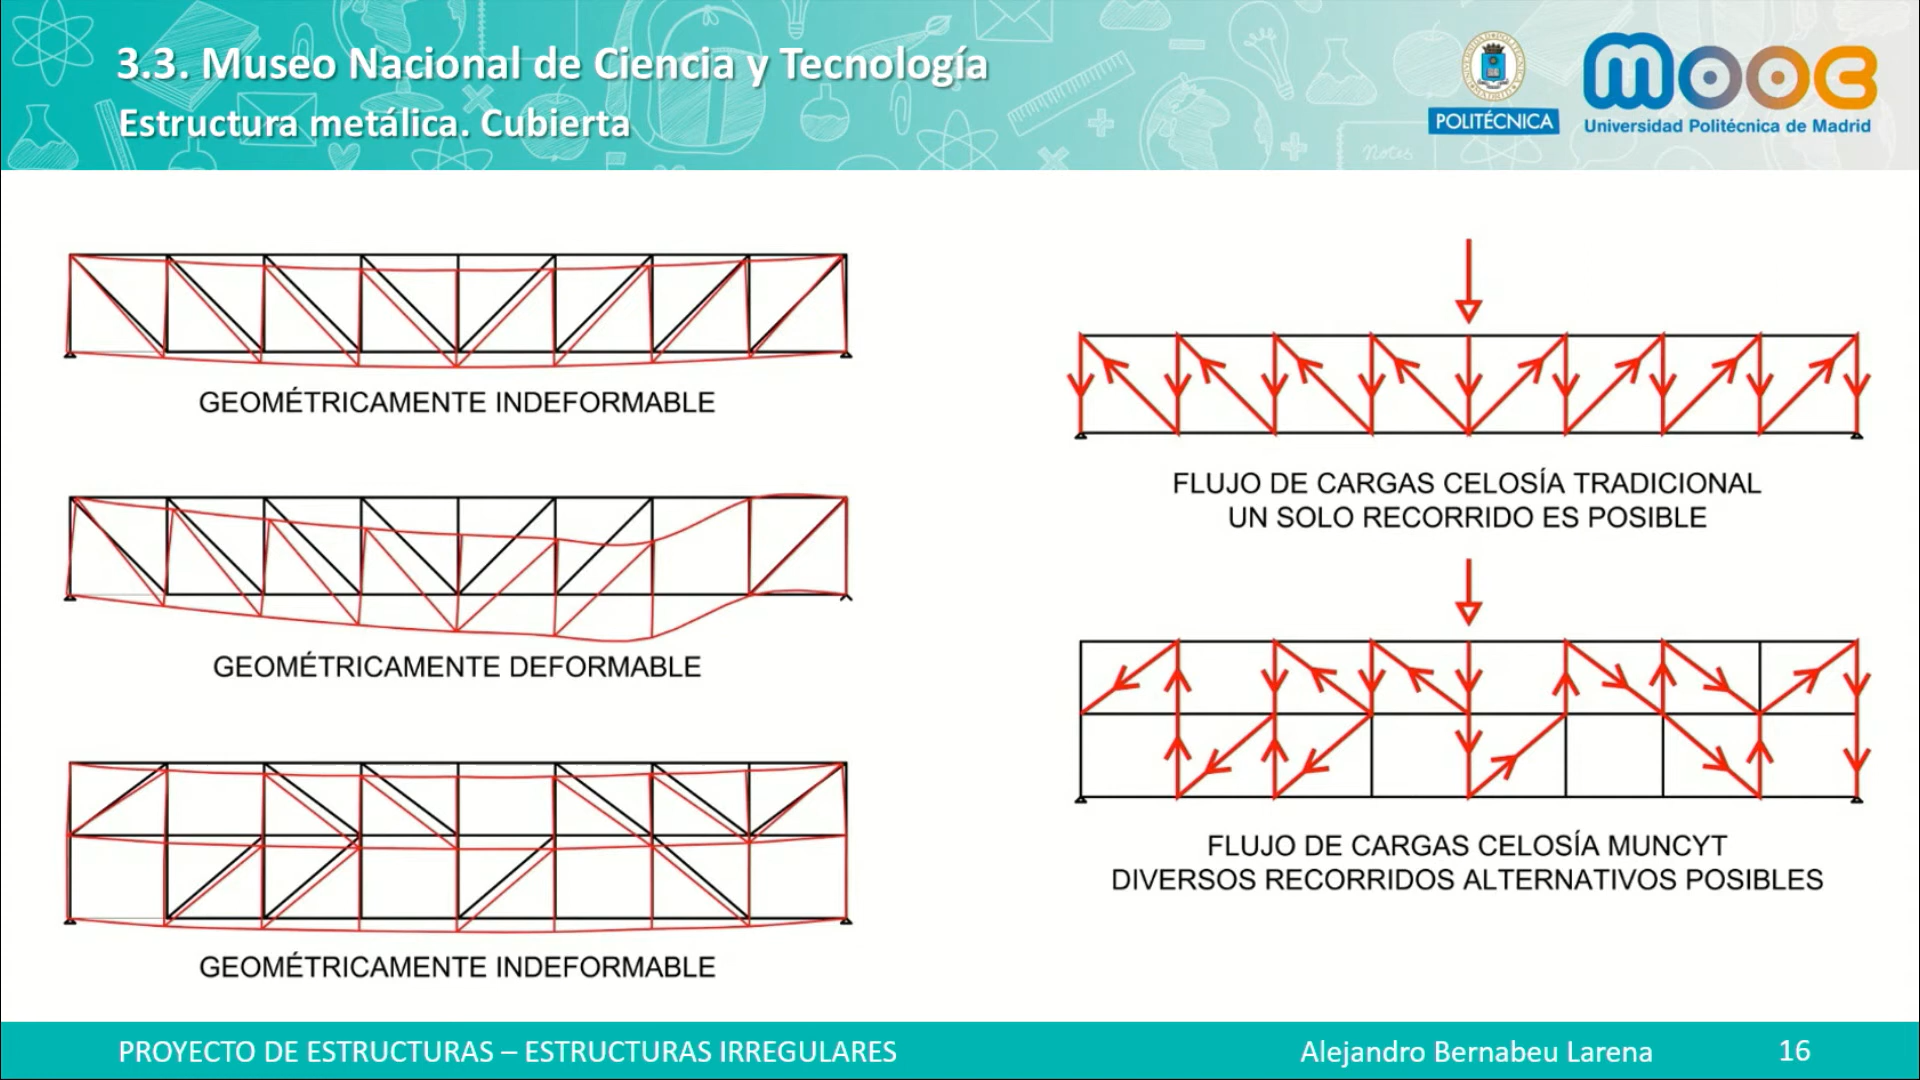 3.3. Museo Nacional de Ciencia y Tecnología
Estructura metálica. Cubierta
POLITÉCNICA
mooc
Universidad Politécnica de Madrid
Notes
GEOMÉTRICAMENTE INDEFORMABLE
GEOMÉTRICAMENTE DEFORMABLE
GEOMÉTRICAMENTE INDEFORMABLE
FLUJO DE CARGAS CELOSÍA TRADICIONAL
UN SOLO RECORRIDO ES POSIBLE
FLUJO DE CARGAS CELOSÍA MUNCYT
DIVERSOS RECORRIDOS ALTERNATIVOS POSIBLES
PROYECTO DE ESTRUCTURAS – ESTRUCTURAS IRREGULARES
Alejandro Bernabeu Larena
16